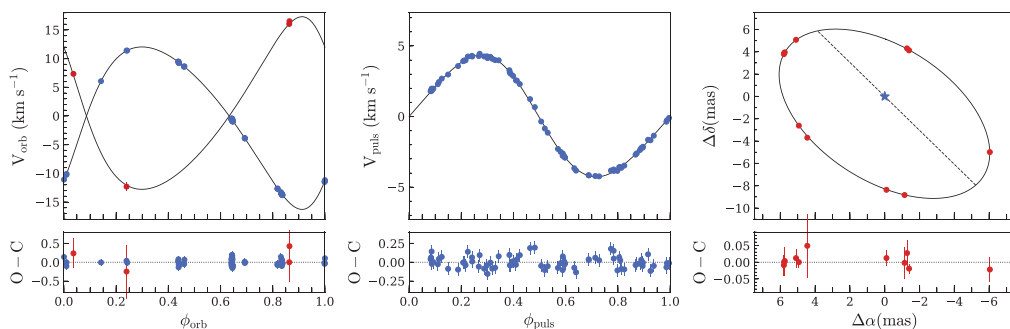 V_orb (km s⁻¹)
15
10
5
0
−5
−10
−15
O − C
0.5
0.0
−0.5
0.0 0.2 0.4 0.6 0.8 1.0
ϕ_orb
V_puls (km s⁻¹)
5
0
−5
O − C
0.25
0.00
−0.25
0.0 0.2 0.4 0.6 0.8 1.0
ϕ_puls
Δδ(mas)
6
4
2
0
−2
−4
−6
−8
−10
O − C
0.05
0.00
−0.05
6 4 2 0 −2 −4 −6
Δα(mas)